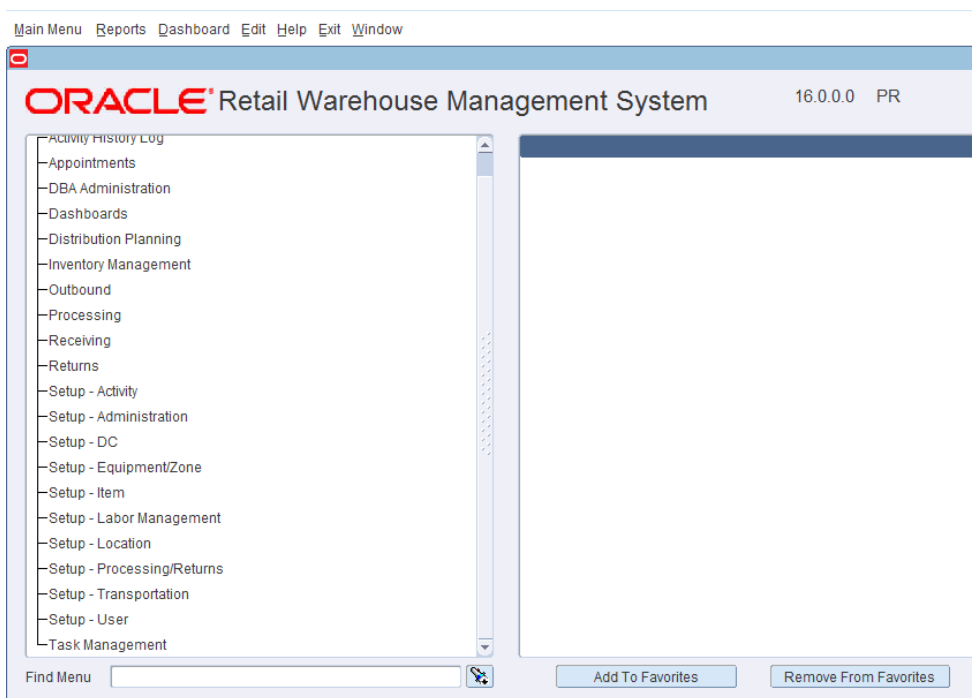 Main Menu Reports Dashboard Edit Help Exit Window
ORACLE® Retail Warehouse Management System 16.0.0.0 PR
Activity History Log
Appointments
DBA Administration
Dashboards
Distribution Planning
Inventory Management
Outbound
Processing
Receiving
Returns
Setup - Activity
Setup - Administration
Setup - DC
Setup - Equipment/Zone
Setup - Item
Setup - Labor Management
Setup - Location
Setup - Processing/Returns
Setup - Transportation
Setup - User
Task Management
Find Menu Add To Favorites Remove From Favorites